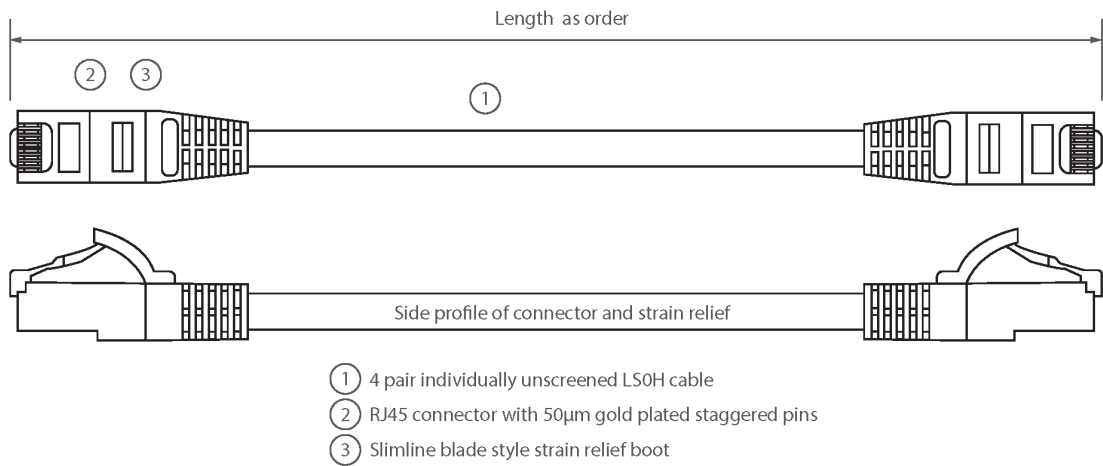 Length as order
2 3
1
Side profile of connector and strain relief
1 4 pair individually unscreened LS0H cable
2 RJ45 connector with 50µm gold plated staggered pins
3 Slimline blade style strain relief boot